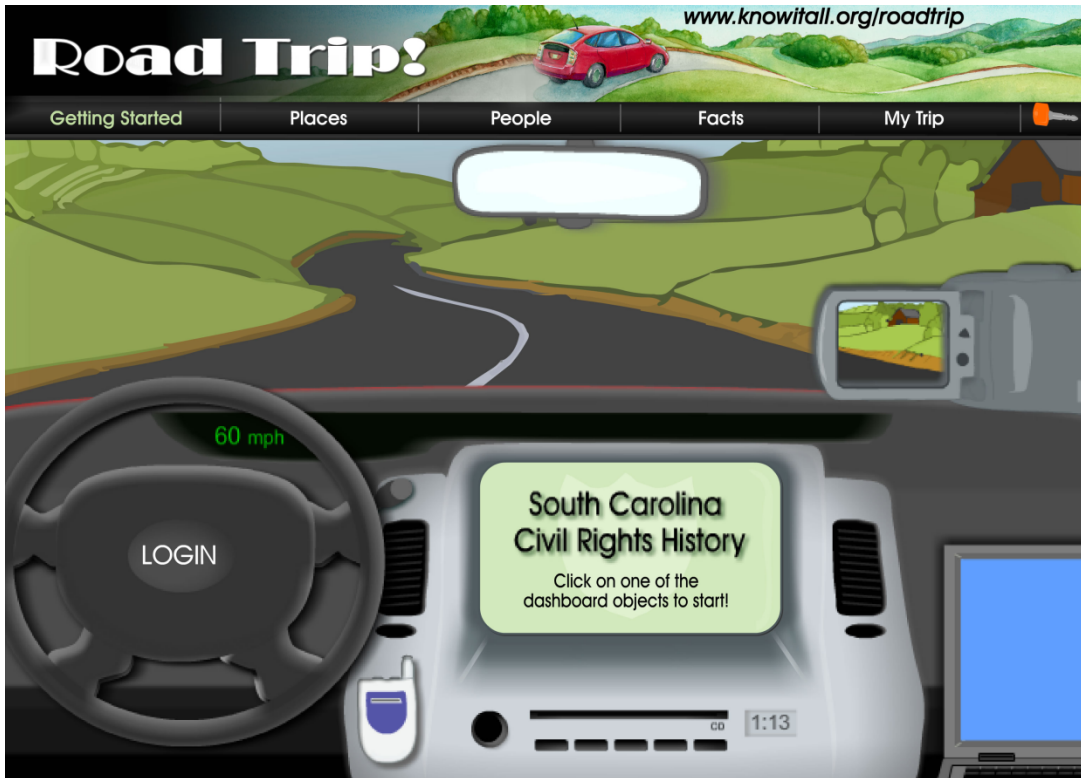 www.knowitall.org/roadtrip
Road Trip!
Getting Started Places People Facts My Trip
60 mph
South Carolina
Civil Rights History
LOGIN
Click on one of the
dashboard objects to start!
CD
1:13